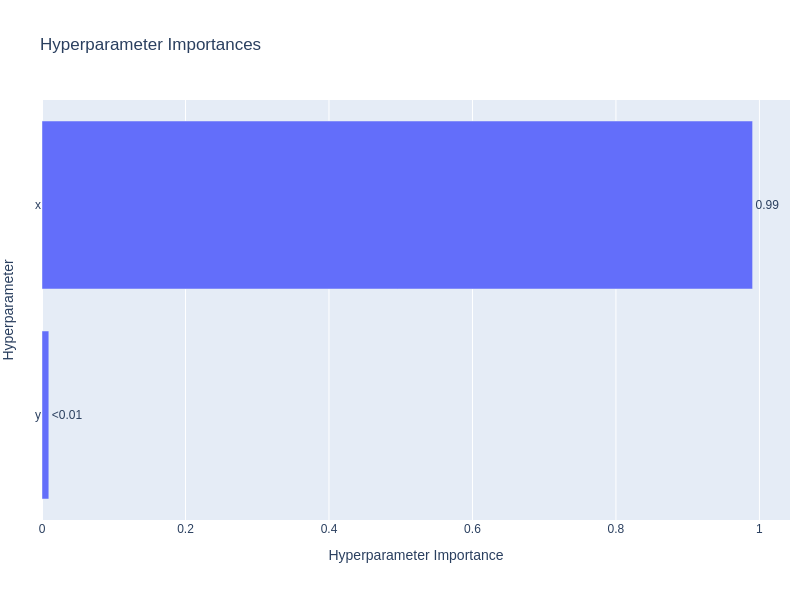 Hyperparameter Importances
Hyperparameter
x
0.99
y
<0.01
0
0.2
0.4
0.6
0.8
1
Hyperparameter Importance